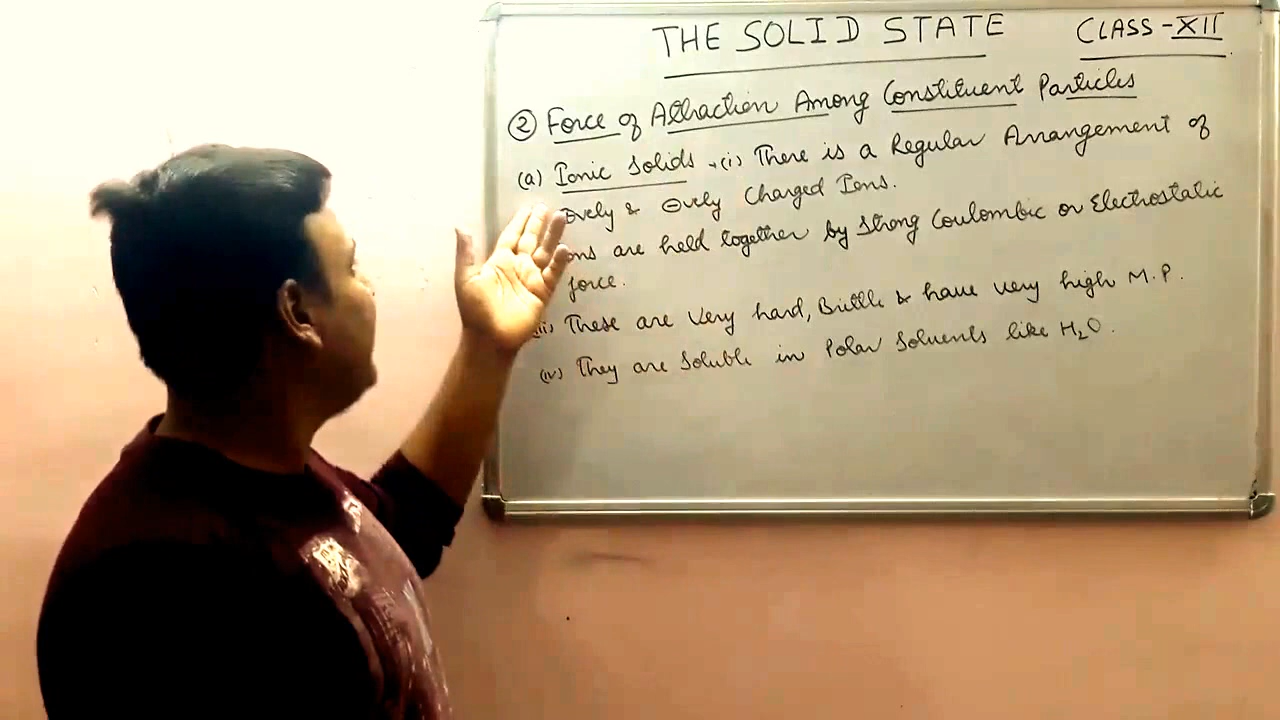 THE SOLID STATE CLASS-XII
② Force of Attraction Among Constituent Particles
(a) Ionic Solids → (i) There is a Regular Arrangement of
⊕vely & ⊖vely Charged Ions.
ons are held together by strong Coulombic or Electrostatic
force.
(iii) These are very hard, Brittle & have very high M.P.
(iv) They are soluble in Polar Solvents like H₂O.